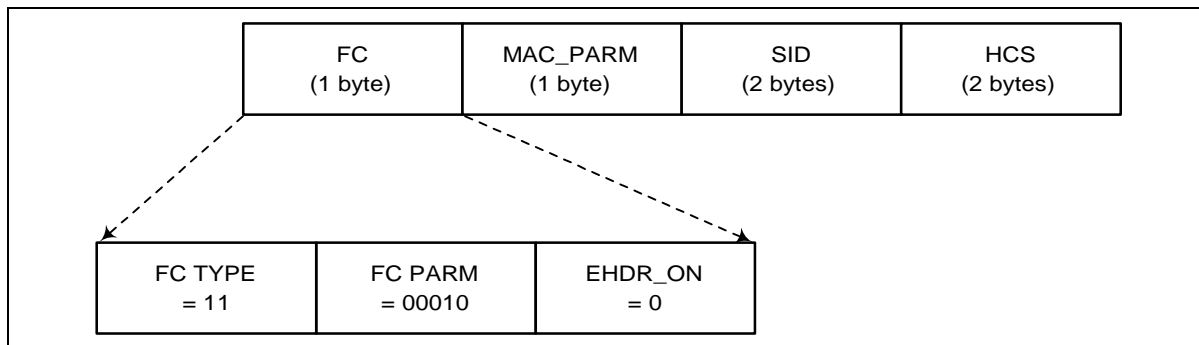 FC
(1 byte)
MAC_PARM
(1 byte)
SID
(2 bytes)
HCS
(2 bytes)
FC TYPE
= 11
FC PARM
= 00010
EHDR_ON
= 0